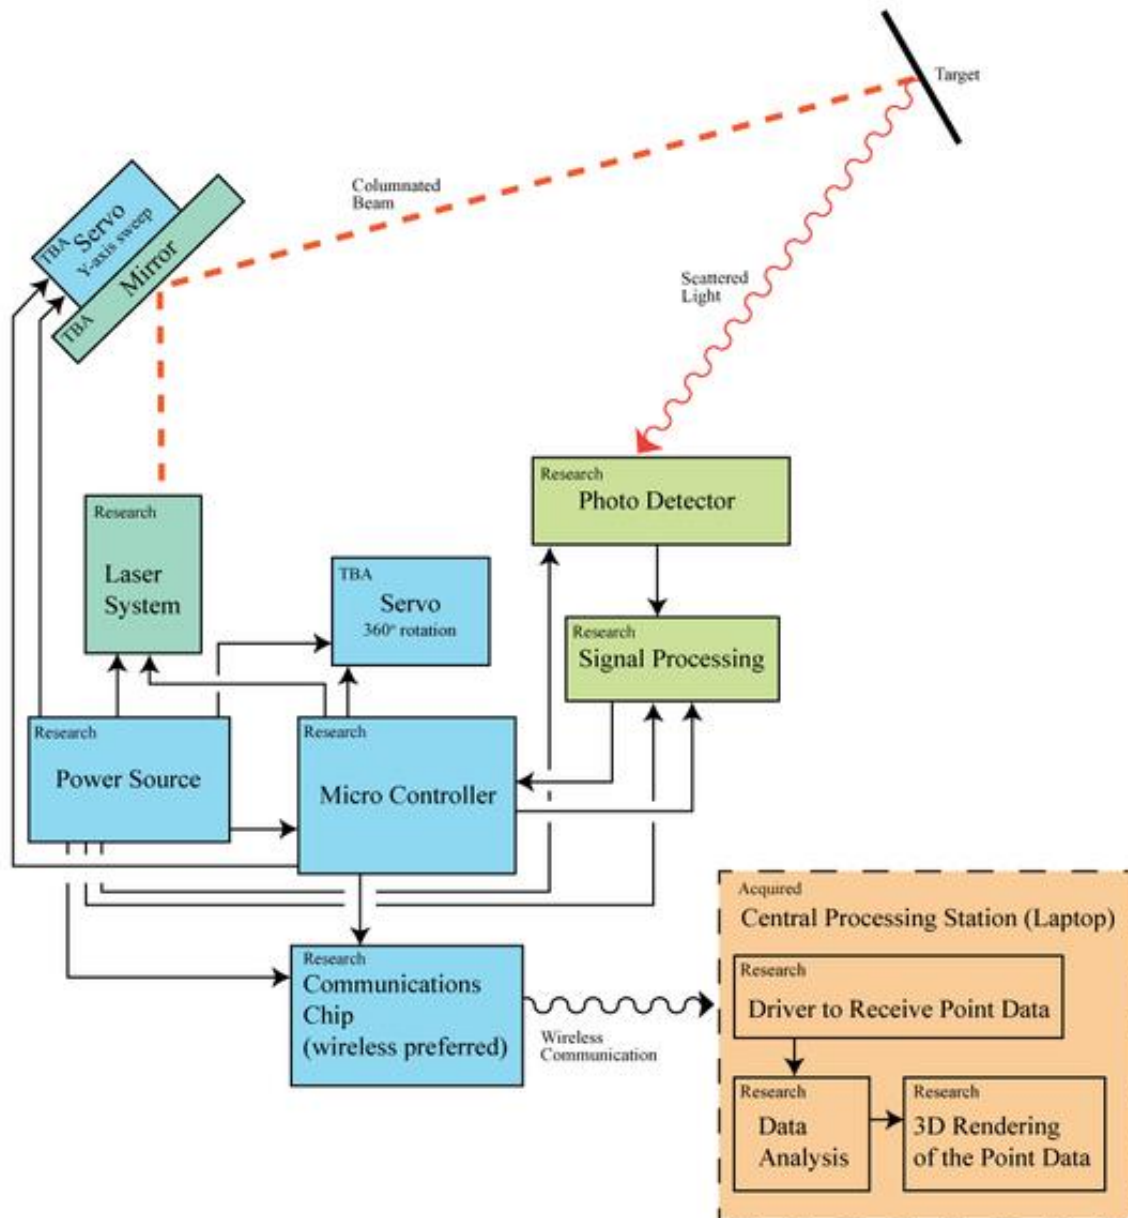 Target
Columnated
Beam
TBA
Servo
Y-axis sweep
TBA
Mirror
Scattered
Light
Research
Photo Detector
Research
Laser
System
TBA
Servo
360° rotation
Research
Signal Processing
Research
Power Source
Research
Micro Controller
Acquired
Central Processing Station (Laptop)
Research
Communications
Chip
(wireless preferred)
Wireless
Communication
Research
Driver to Receive Point Data
Research
Data
Analysis
Research
3D Rendering
of the Point Data